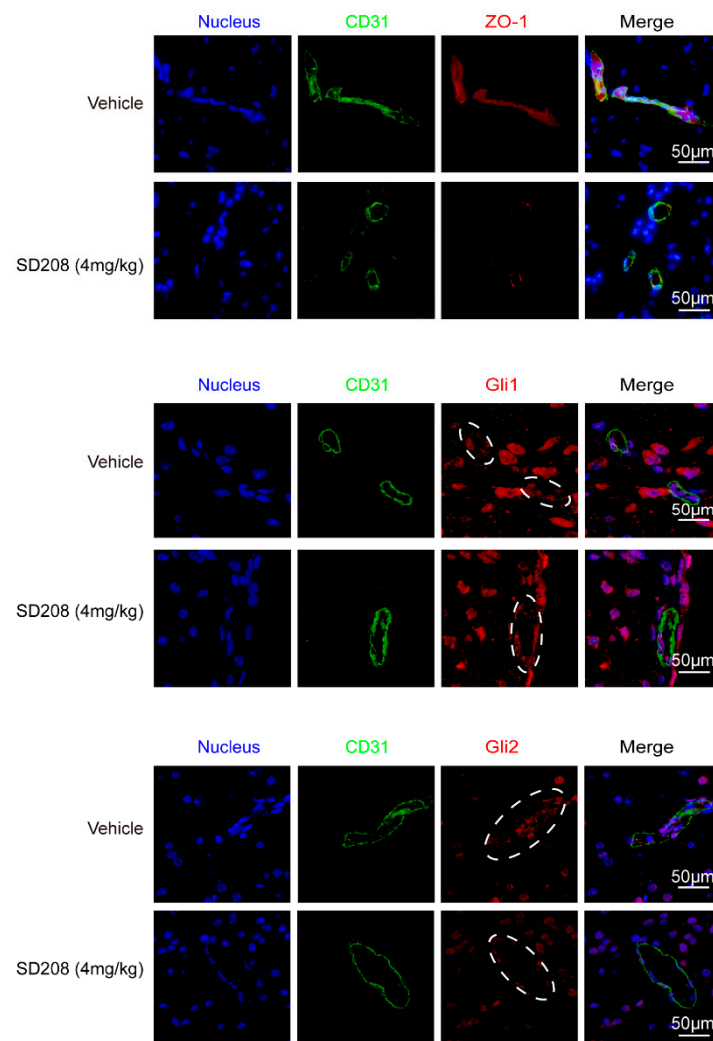 Nucleus CD31 ZO-1 Merge
Vehicle
50μm
SD208 (4mg/kg)
50μm
Nucleus CD31 Gli1 Merge
Vehicle
50μm
SD208 (4mg/kg)
50μm
Nucleus CD31 Gli2 Merge
Vehicle
50μm
SD208 (4mg/kg)
50μm